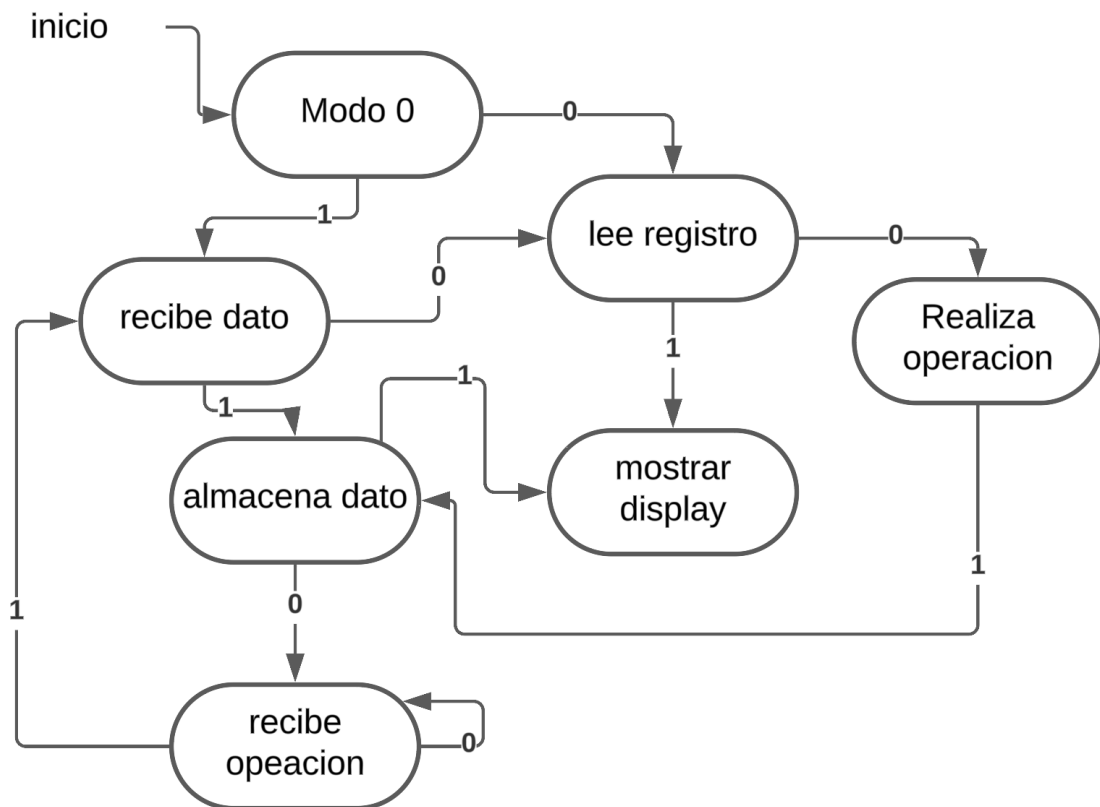 inicio
Modo 0
0
1
lee registro
0
0
recibe dato
Realiza
operacion
1
1
1
almacena dato
mostrar
display
1
0
1
recibe
opeacion
0